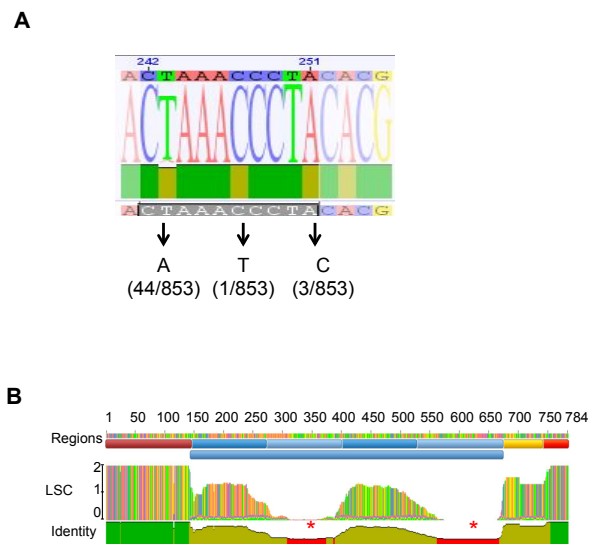 A
242 251
ACTAAACCCTACACG
ACTAAACCCTACACG
ACTAAACCCTACACG
A T C
(44/853) (1/853) (3/853)
B
1 50 100 150 200 250 300 350 400 450 500 550 600 650 700 750 784
Regions
2
LSC 1
0
* *
Identity